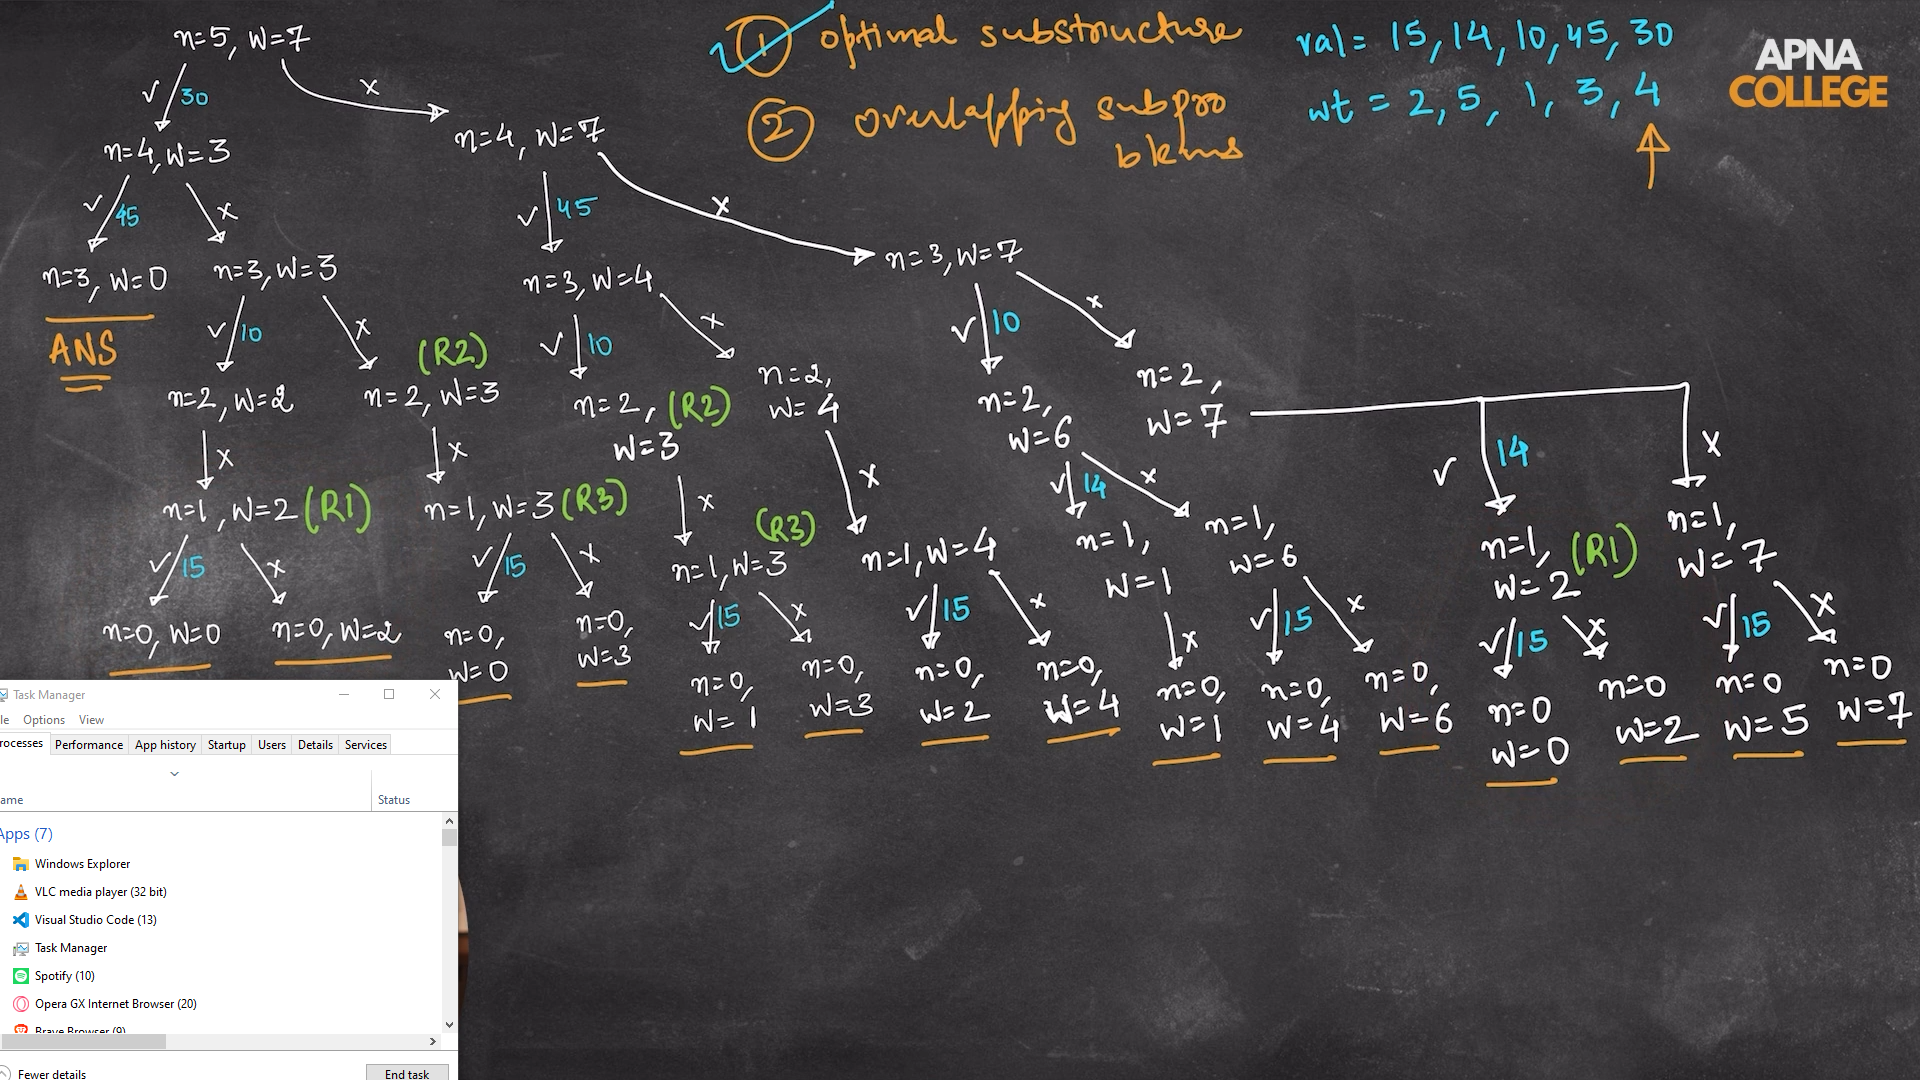 n=5, W=7
✓ 30
x
n=4, W=3
n=4, W=7
① optimal substructure
② overlapping subpro
blems
val= 15, 14, 10, 45, 30
wt = 2, 5, 1, 3, 4
APNA
COLLEGE
✓ 45
x
✓ 45
x
n=3, W=0
ANS
n=3, W=3
n=3, W=4
n=3, W=7
✓ 10
x
✓ 10
x
✓ 10
x
n=2, W=2
(R2)
n=2, W=3
n=2, (R2)
W=3
n=2,
W=4
n=2,
W=6
n=2,
W=7
x
x
x
x
✓ 14
x
✓ 14
x
n=1, W=2 (R1)
n=1, W=3 (R3)
(R3)
n=1, W=3
n=1, W=4
n=1,
W=1
n=1,
W=6
n=1, (R1)
W=2
n=1,
W=7
✓ 15
x
✓ 15
x
✓ 15
x
✓ 15
x
x
✓ 15
x
✓ 15
x
✓ 15
x
n=0, W=0
n=0, W=2
n=0,
W=0
n=0,
W=3
n=0,
W=1
n=0,
W=3
n=0,
W=2
n=0,
W=4
n=0,
W=1
n=0,
W=4
n=0,
W=6
n=0
W=0
n=0
W=2
n=0
W=5
n=0
W=7
Task Manager
le Options View
rocesses Performance App history Startup Users Details Services
ame Status
Apps (7)
Windows Explorer
VLC media player (32 bit)
Visual Studio Code (13)
Task Manager
Spotify (10)
Opera GX Internet Browser (20)
Brave Browser (9)
Fewer details End task